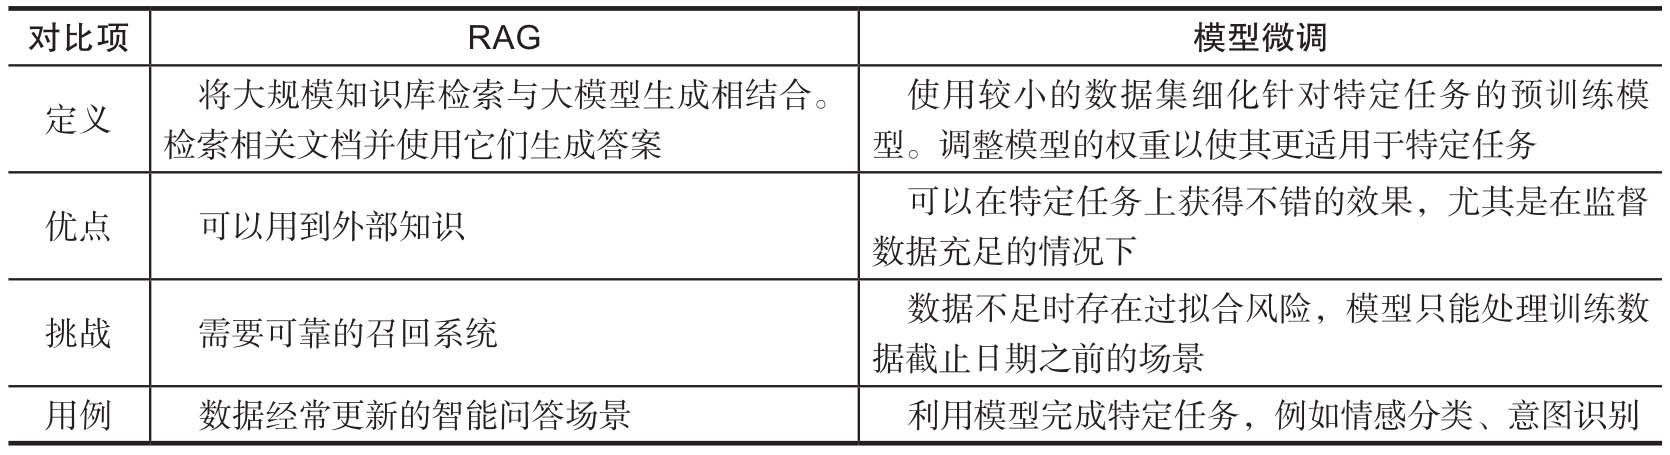 对比项 RAG 模型微调
定义
将大规模知识库检索与大模型生成相结合。
检索相关文档并使用它们生成答案
使用较小的数据集细化针对特定任务的预训练模
型。调整模型的权重以使其更适用于特定任务
优点
可以用到外部知识
可以在特定任务上获得不错的效果，尤其是在监督
数据充足的情况下
挑战
需要可靠的召回系统
数据不足时存在过拟合风险，模型只能处理训练数
据截止日期之前的场景
用例
数据经常更新的智能问答场景
利用模型完成特定任务，例如情感分类、意图识别